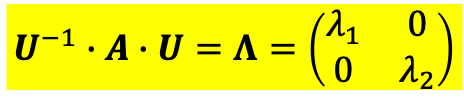 U⁻¹ · A · U = Λ = (λ₁ 0
0 λ₂)